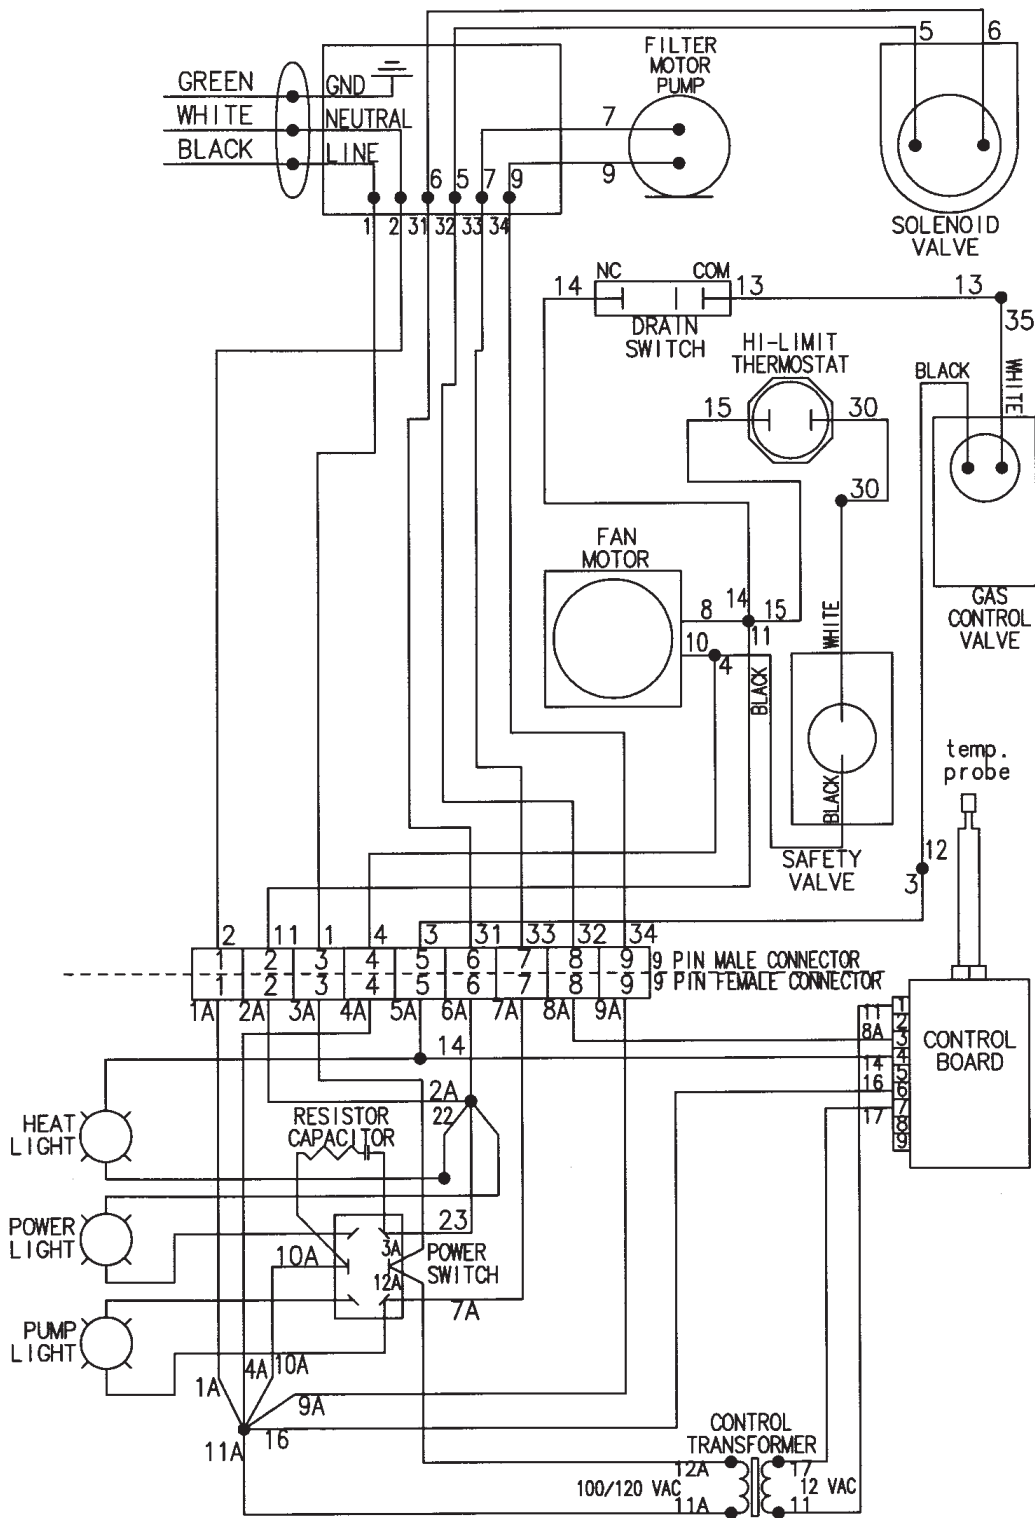 5
6
FILTER
MOTOR
PUMP
GREEN
GND
WHITE
NEUTRAL
BLACK
LINE
7
9
6
5
7
9
1
2
31
32
33
34
SOLENOID
VALVE
14
NC
COM
13
13
35
DRAIN
SWITCH
HI-LIMIT
THERMOSTAT
BLACK
WHITE
15
30
30
FAN
MOTOR
GAS
CONTROL
VALVE
8
14
15
11
10
4
BLACK
WHITE
BLACK
temp.
probe
SAFETY
VALVE
12
3
2
11
1
4
3
31
33
32
34
1
2
3
4
5
6
7
8
9
9 PIN MALE CONNECTOR
1
2
3
4
5
6
7
8
9
9 PIN FEMALE CONNECTOR
1A
2A
3A
4A
5A
6A
7A
8A
9A
11
8A
14
16
17
1
2
3
4
5
6
7
8
9
CONTROL
BOARD
14
2A
22
HEAT
LIGHT
RESISTOR
CAPACITOR
23
POWER
LIGHT
10A
3A
12A
POWER
SWITCH
7A
PUMP
LIGHT
1A
4A
10A
9A
11A
16
CONTROL
TRANSFORMER
12A
17
100/120 VAC
12 VAC
11A
11